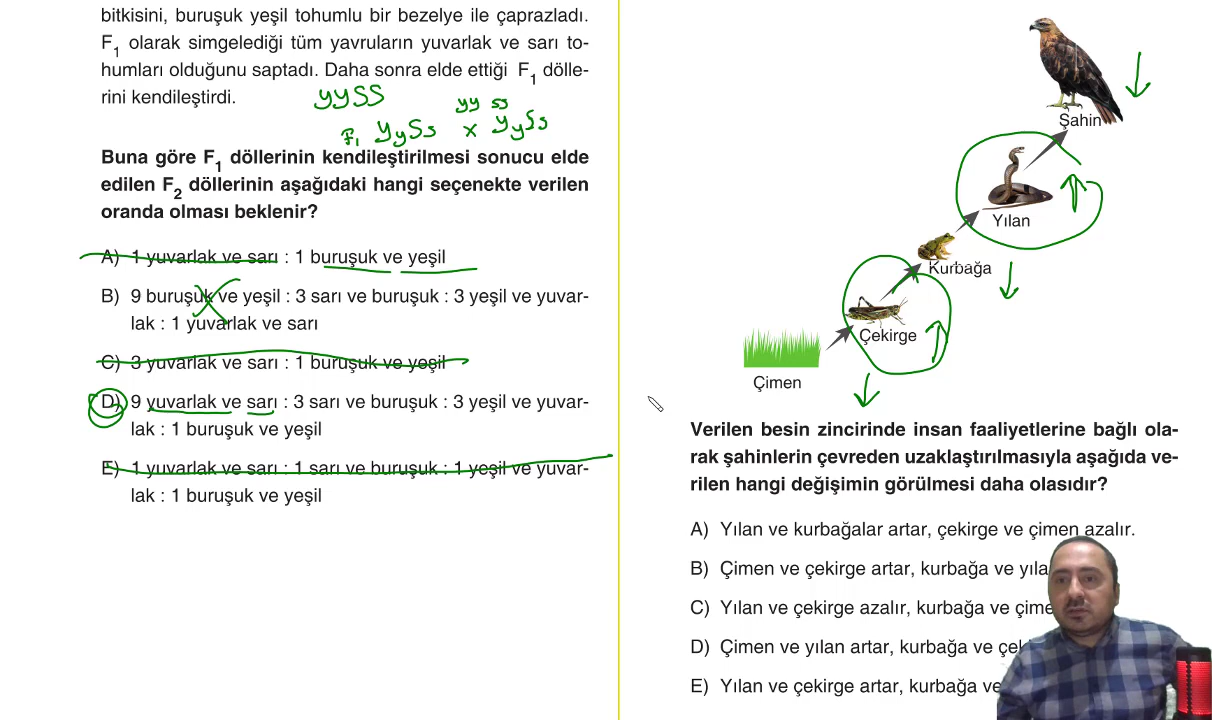 bitkisini, buruşuk yeşil tohumlu bir bezelye ile çaprazladı.
F1 olarak simgelediği tüm yavruların yuvarlak ve sarı to-
humları olduğunu saptadı. Daha sonra elde ettiği F1 dölle-
rini kendileştirdi.
yySS
yy ss
F1 YySs x YySs
Buna göre F1 döllerinin kendileştirilmesi sonucu elde
edilen F2 döllerinin aşağıdaki hangi seçenekte verilen
oranda olması beklenir?
A) 1 yuvarlak ve sarı : 1 buruşuk ve yeşil
B) 9 buruşuk ve yeşil : 3 sarı ve buruşuk : 3 yeşil ve yuvar-
lak : 1 yuvarlak ve sarı
C) 3 yuvarlak ve sarı : 1 buruşuk ve yeşil
D) 9 yuvarlak ve sarı : 3 sarı ve buruşuk : 3 yeşil ve yuvar-
lak : 1 buruşuk ve yeşil
E) 1 yuvarlak ve sarı : 1 sarı ve buruşuk : 1 yeşil ve yuvar-
lak : 1 buruşuk ve yeşil
Şahin
Yılan
Kurbağa
Çekirge
Çimen
Verilen besin zincirinde insan faaliyetlerine bağlı ola-
rak şahinlerin çevreden uzaklaştırılmasıyla aşağıda ve-
rilen hangi değişimin görülmesi daha olasıdır?
A) Yılan ve kurbağalar artar, çekirge ve çimen azalır.
B) Çimen ve çekirge artar, kurbağa ve
C) Yılan ve çekirge azalır, kurbağa ve
D) Çimen ve yılan artar, kurbağa ve
E) Yılan ve çekirge artar, kurbağa